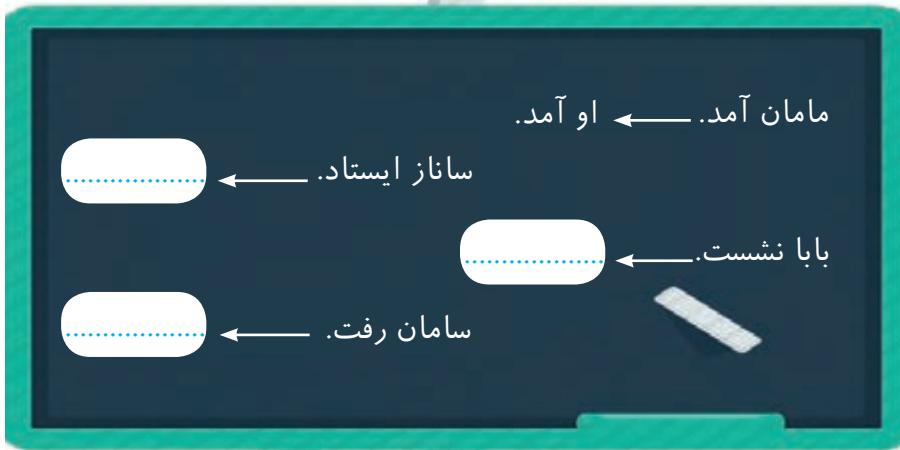 مامان آمد. ← او آمد.
ساناز ایستاد. ← ..................
بابا نشست. ← ..................
سامان رفت. ← ..................